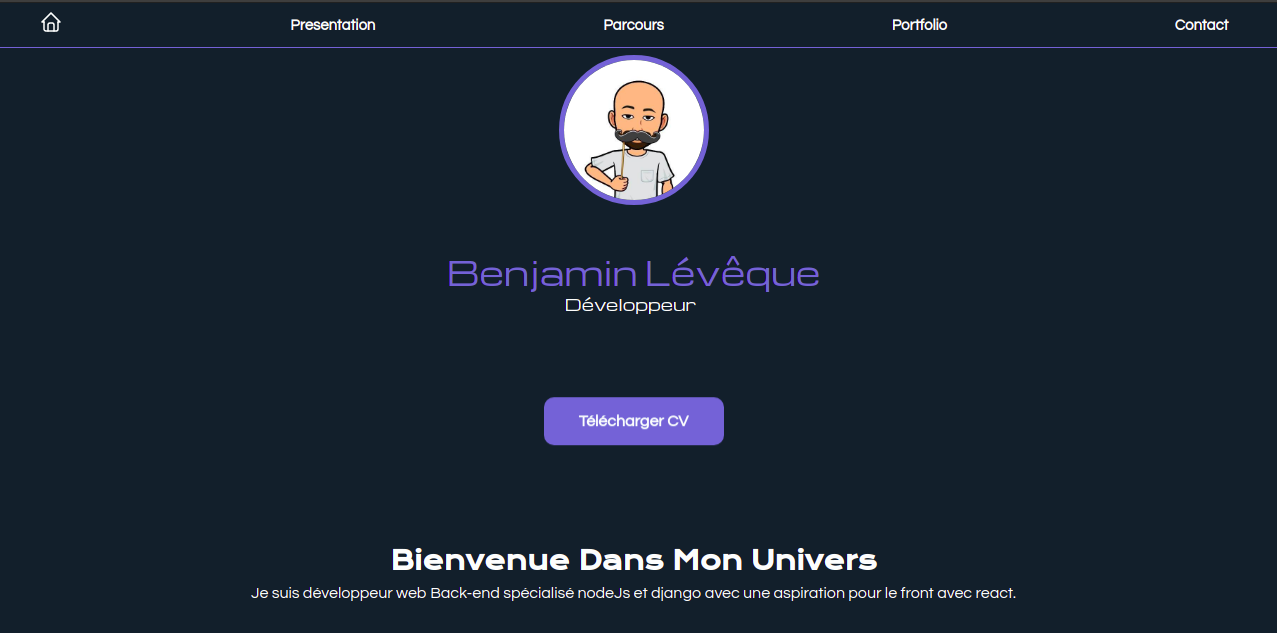 Presentation Parcours Portfolio Contact
Benjamin Lévêque
Développeur
Télécharger CV
Bienvenue Dans Mon Univers
Je suis développeur web Back-end spécialisé nodeJs et django avec une aspiration pour le front avec react.